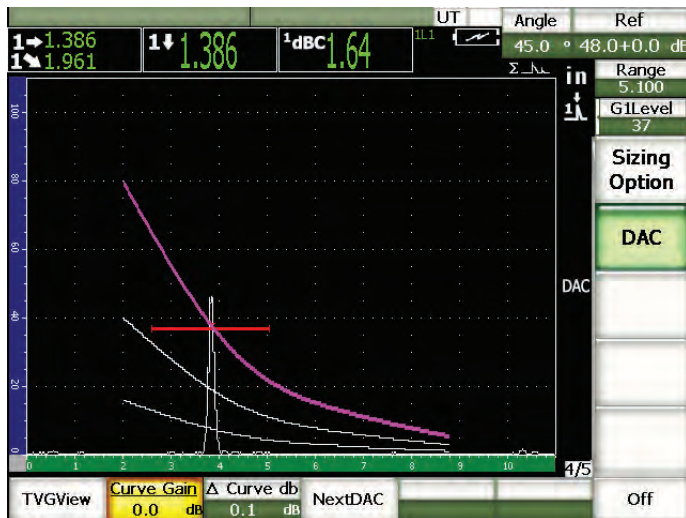 UT Angle Ref
1➔1.386 1⬇1.386 1dBC1.64 1L1 45.0 ° 48.0+0.0 dB
1⬊1.961
in Range
5.100
G1Level
37
100
Sizing
Option
80
DAC
60
DAC
40
20
0
0 1 2 3 4 5 6 7 8 9 10
4/5
TVGView Curve Gain Δ Curve db NextDAC Off
0.0 dB 0.1 dB